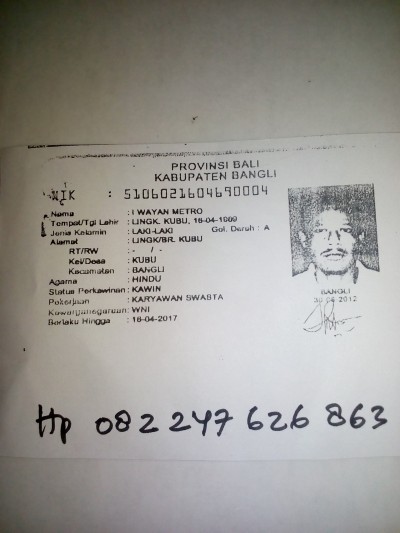 PROVINSI BALI
KABUPATEN BANGLI
NIK : 5106021604690004
Nama : I WAYAN METRO
Tempat/Tgl Lahir : LINGK. KUBU, 16-04-1969
Jenis Kelamin : LAKI-LAKI Gol. Darah : A
Alamat : LINGK/BR. KUBU
RT/RW : - / -
Kel/Desa : KUBU
Kecamatan : BANGLI
Agama : HINDU
Status Perkawinan : KAWIN
Pekerjaan : KARYAWAN SWASTA
Kewarganegaraan : WNI
Berlaku Hingga : 16-04-2017
BANGLI
30-04-2012
Hp 082 247 626 863